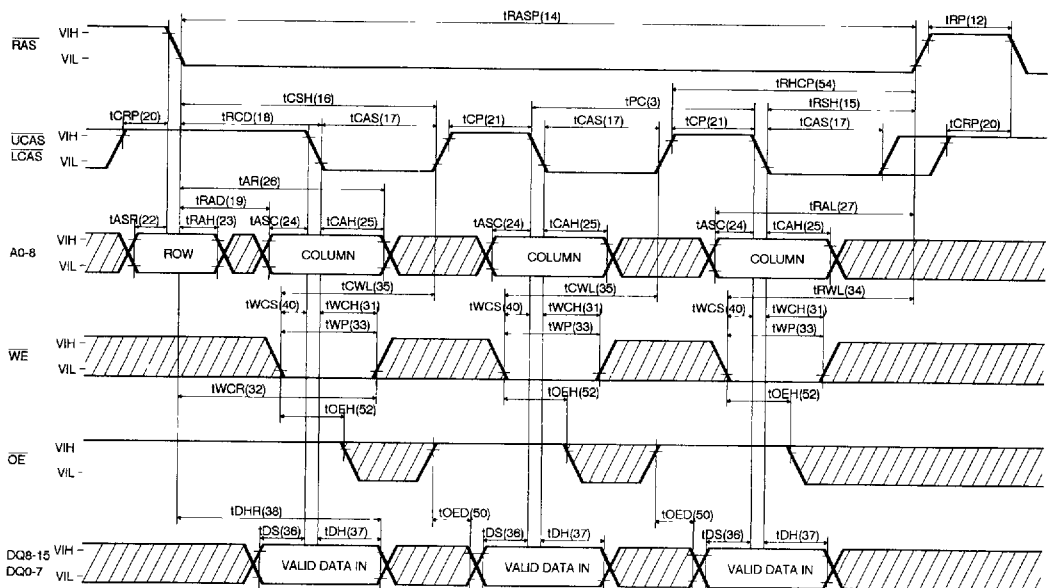 tRASP(14) tRP(12)
RAS VIH
VIL
tRHCP(54)
tCSH(16) tPC(3) tRSH(15)
tCRP(20) tRCD(18) tCAS(17) tCP(21) tCAS(17) tCP(21) tCAS(17) tCRP(20)
UCAS VIH
LCAS VIL
tAR(26)
tRAD(19) tRAL(27)
tASR(22) tRAH(23) tASC(24) tCAH(25) tASC(24) tCAH(25) tASC(24) tCAH(25)
A0-8 VIH
VIL
ROW COLUMN COLUMN COLUMN
tCWL(35) tCWL(35) tRWL(34)
tWCS(40) tWCH(31) tWCS(40) tWCH(31) tWCS(40) tWCH(31)
tWP(33) tWP(33) tWP(33)
WE VIH
VIL
tWCR(32)
tOEH(52) tOEH(52) tOEH(52)
OE VIH
VIL
tDHR(38) tOED(50) tOED(50)
tDS(36) tDH(37) tDS(36) tDH(37) tDS(36) tDH(37)
DQ8-15 VIH
DQ0-7 VIL
VALID DATA IN VALID DATA IN VALID DATA IN